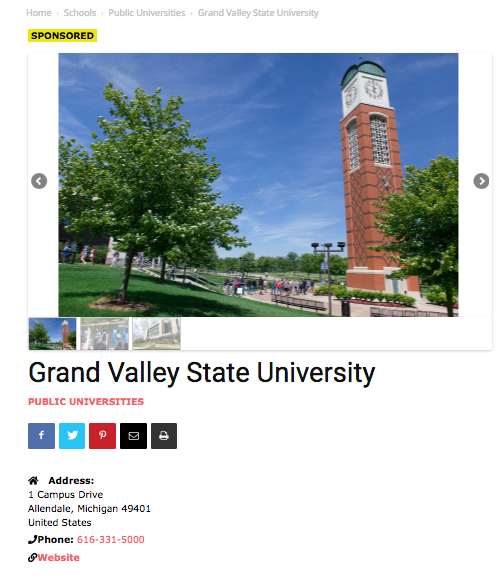 Home › Schools › Public Universities › Grand Valley State University
SPONSORED
Grand Valley State University
PUBLIC UNIVERSITIES
Address:
1 Campus Drive
Allendale, Michigan 49401
United States
Phone: 616-331-5000
Website